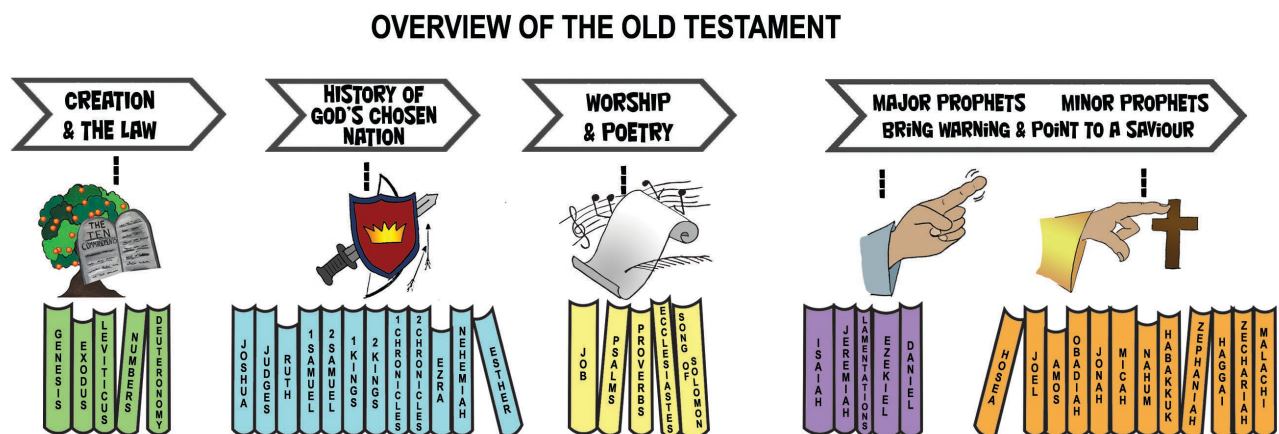 OVERVIEW OF THE OLD TESTAMENT
CREATION
& THE LAW
HISTORY OF
GOD'S CHOSEN
NATION
WORSHIP
& POETRY
MAJOR PROPHETS MINOR PROPHETS
BRING WARNING & POINT TO A SAVIOUR
THE
TEN
COMMANDMENTS
GENESIS
EXODUS
LEVITICUS
NUMBERS
DEUTERONOMY
JOSHUA
JUDGES
RUTH
1 SAMUEL
2 SAMUEL
1 KINGS
2 KINGS
1 CHRONICLES
2 CHRONICLES
EZRA
NEHEMIAH
ESTHER
JOB
PSALMS
PROVERBS
ECCLESIASTES
SONG OF SOLOMON
ISAIAH
JEREMIAH
LAMENTATIONS
EZEKIEL
DANIEL
HOSEA
JOEL
AMOS
OBADIAH
JONAH
MICAH
NAHUM
HABAKKUK
ZEPHANIAH
HAGGAI
ZECHARIAH
MALACHI